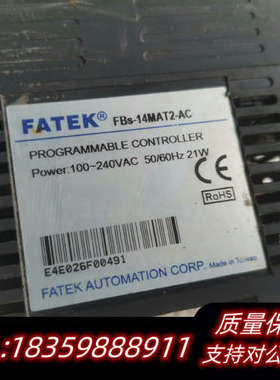 FATEK® FBs-14MAT2-AC
PROGRAMMABLE CONTROLLER
Power:100~240VAC 50/60Hz 21W
CE
RoHS
E4E026F00491
Made in Taiwan
FATEK AUTOMATION CORP.
质量保
:18359888911
支持对公